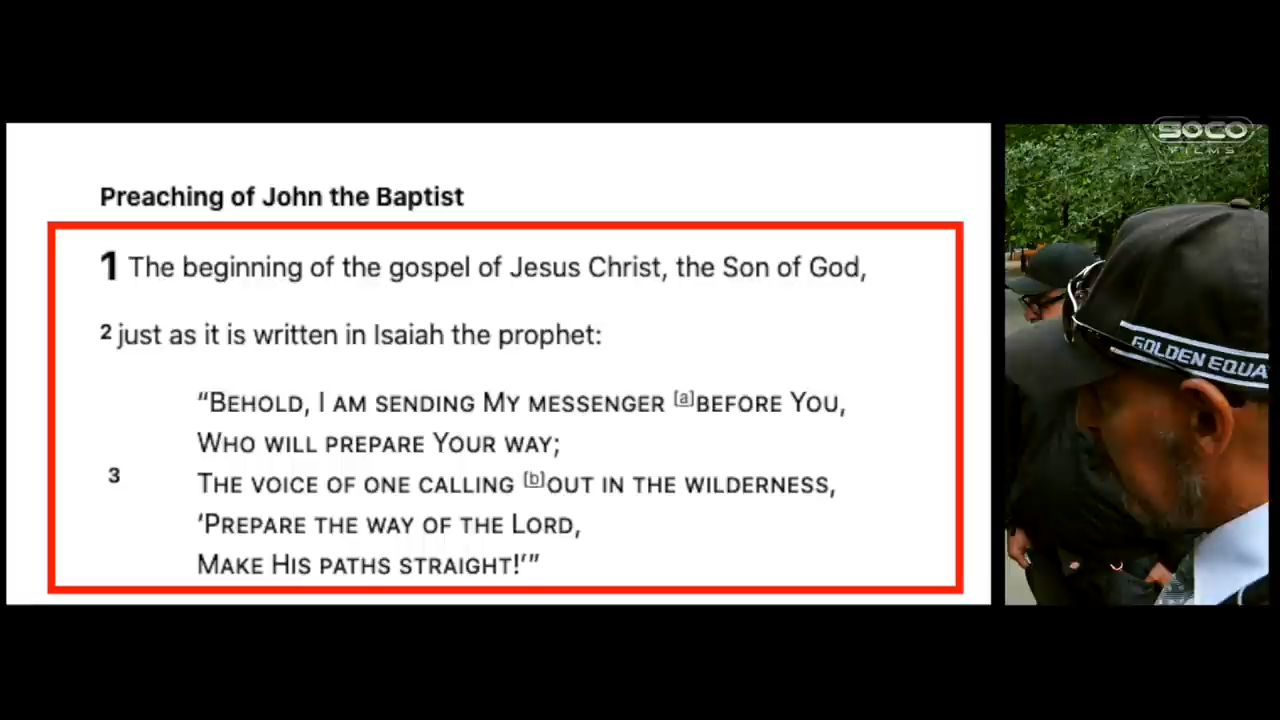 Preaching of John the Baptist
1 The beginning of the gospel of Jesus Christ, the Son of God,
2 just as it is written in Isaiah the prophet:
“BEHOLD, I AM SENDING MY MESSENGER [a]BEFORE YOU,
WHO WILL PREPARE YOUR WAY;
3 THE VOICE OF ONE CALLING [b]OUT IN THE WILDERNESS,
‘PREPARE THE WAY OF THE LORD,
MAKE HIS PATHS STRAIGHT!’”
SOCO
FILMS
GOLDEN EQUA